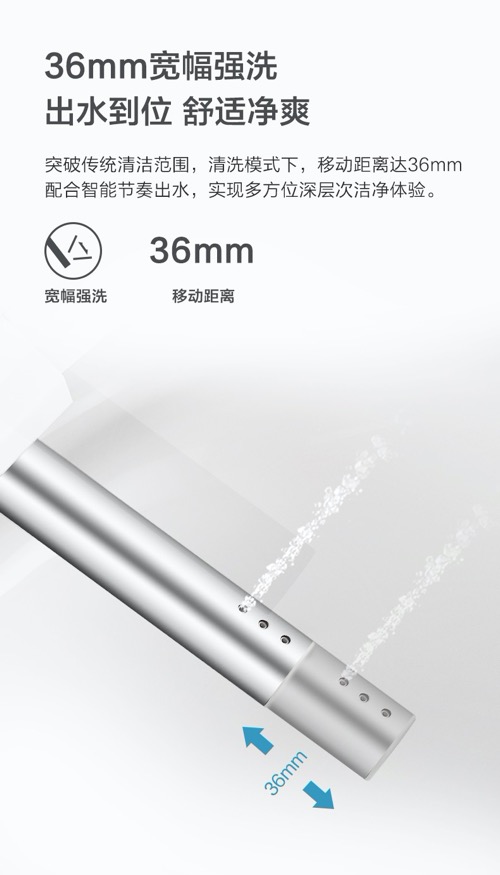 36mm宽幅强洗
出水到位 舒适净爽
突破传统清洁范围，清洗模式下，移动距离达36mm
配合智能节奏出水，实现多方位深层次洁净体验。
36mm
宽幅强洗
移动距离
36mm